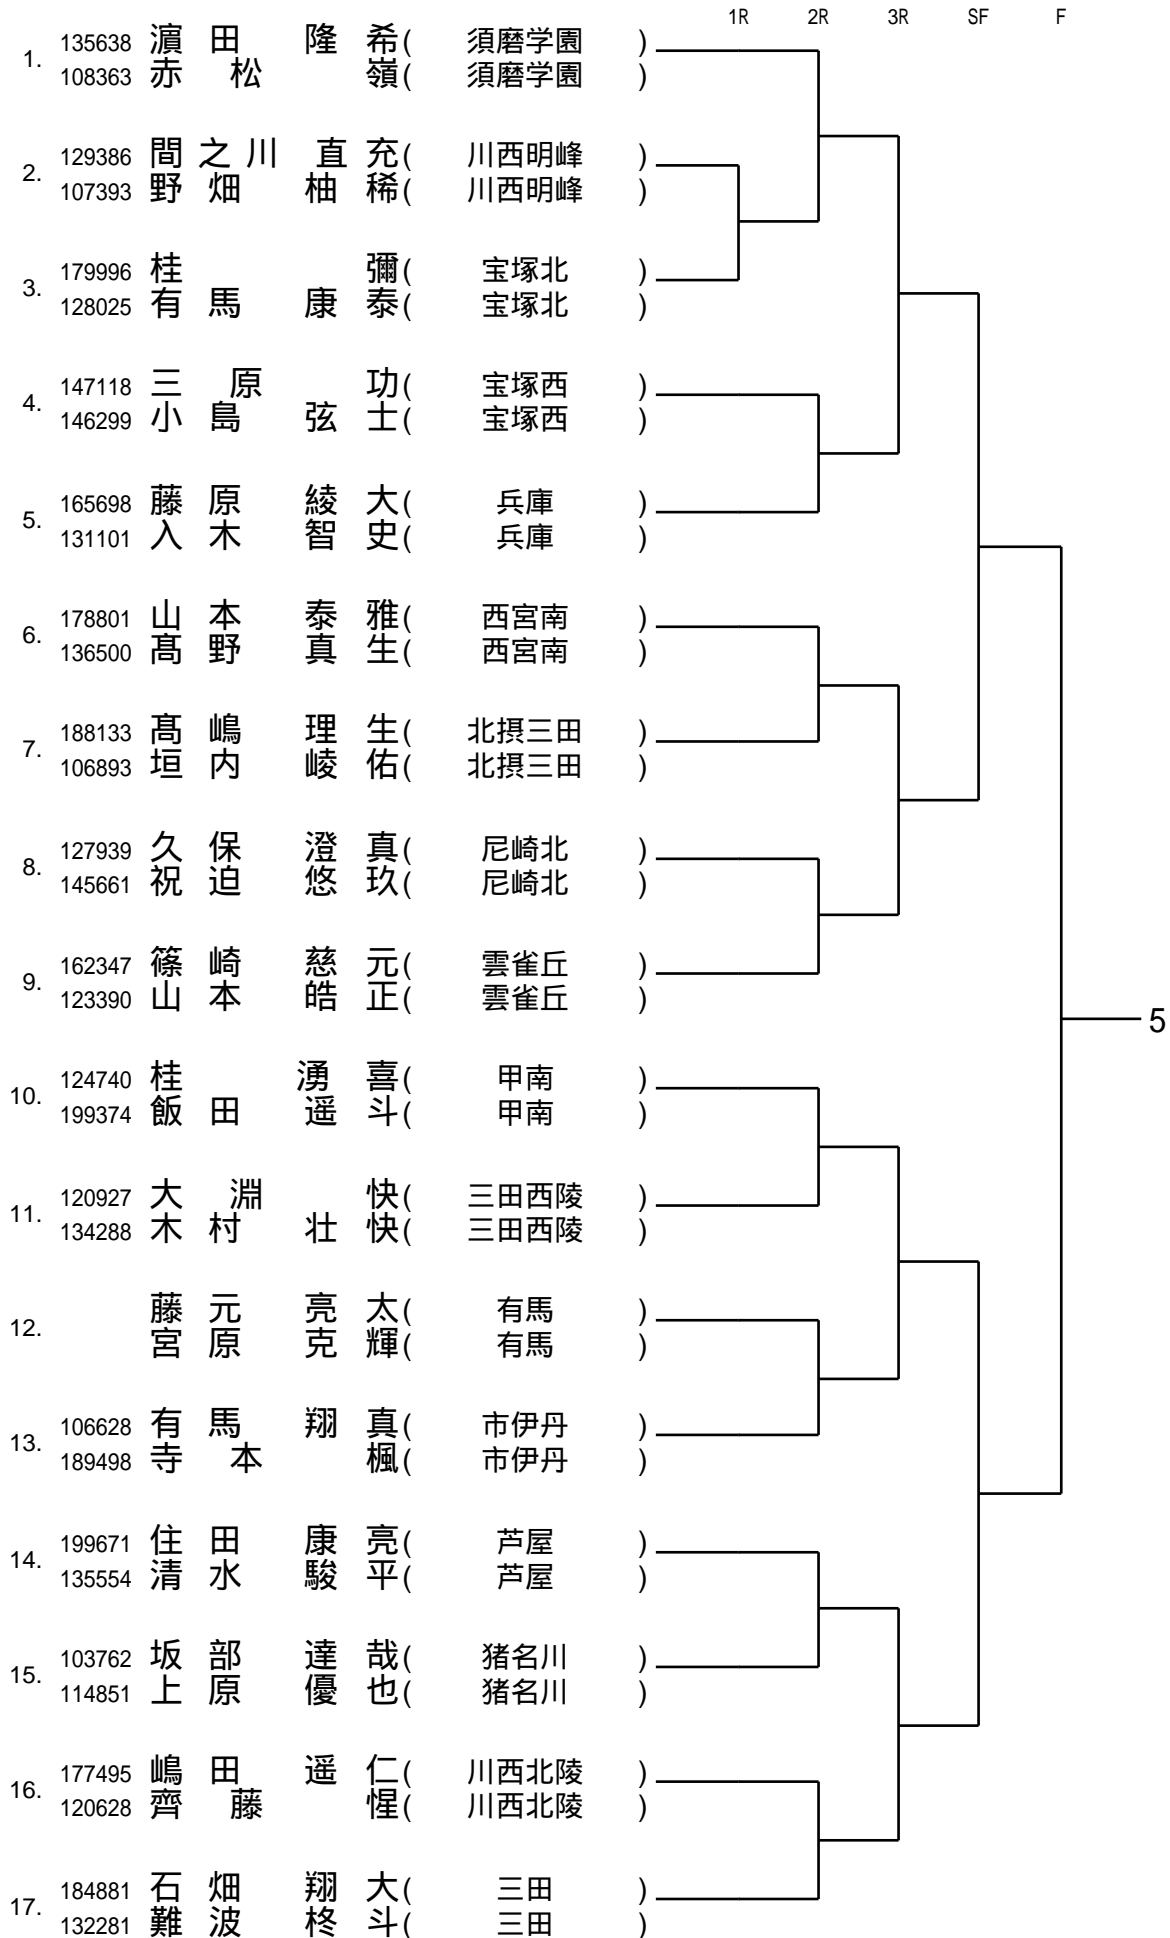 1R 2R 3R SF F
1. 135638 濵田 隆希( 須磨学園 )
108363 赤松 嶺( 須磨学園 )
2. 129386 間之川 直充( 川西明峰 )
107393 野畑 柚稀( 川西明峰 )
3. 179996 桂 彌( 宝塚北 )
128025 有馬 康泰( 宝塚北 )
4. 147118 三原 功( 宝塚西 )
146299 小島 弦士( 宝塚西 )
5. 165698 藤原 綾大( 兵庫 )
131101 入木 智史( 兵庫 )
6. 178801 山本 泰雅( 西宮南 )
136500 髙野 真生( 西宮南 )
7. 188133 髙嶋 理生( 北摂三田 )
106893 垣内 崚佑( 北摂三田 )
8. 127939 久保 澄真( 尼崎北 )
145661 祝迫 悠玖( 尼崎北 )
9. 162347 篠崎 慈元( 雲雀丘 )
123390 山本 皓正( 雲雀丘 )
5
10. 124740 桂 湧喜( 甲南 )
199374 飯田 遥斗( 甲南 )
11. 120927 大淵 快( 三田西陵 )
134288 木村 壮快( 三田西陵 )
12. 藤元 亮太( 有馬 )
宮原 克輝( 有馬 )
13. 106628 有馬 翔真( 市伊丹 )
189498 寺本 楓( 市伊丹 )
14. 199671 住田 康亮( 芦屋 )
135554 清水 駿平( 芦屋 )
15. 103762 坂部 達哉( 猪名川 )
114851 上原 優也( 猪名川 )
16. 177495 嶋田 遥仁( 川西北陵 )
120628 齊藤 惺( 川西北陵 )
17. 184881 石畑 翔大( 三田 )
132281 難波 柊斗( 三田 )